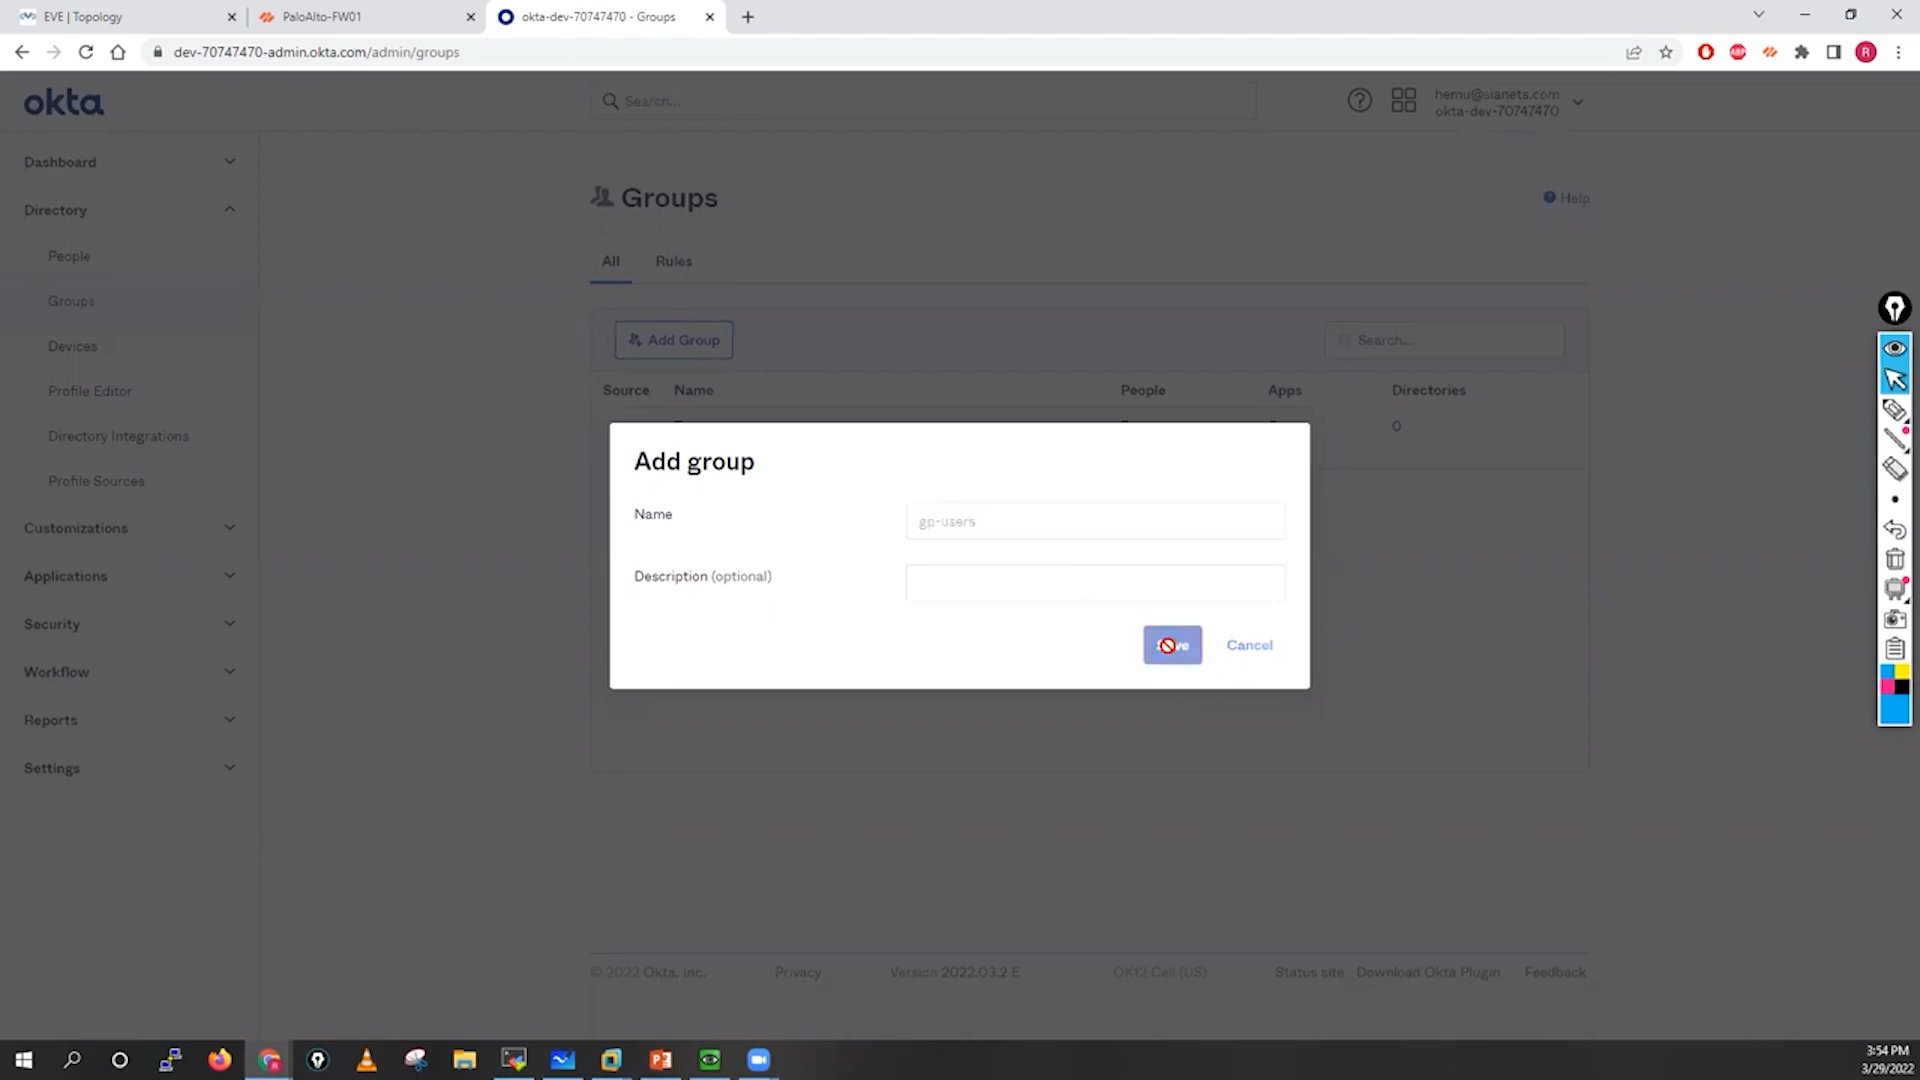 EVE | Topology
PaloAlto-FW01
okta-dev-70747470 - Groups
dev-70747470-admin.okta.com/admin/groups
ABP
R
okta
Search...
hemu@sianets.com
okta-dev-70747470
Dashboard
Directory
People
Groups
Devices
Profile Editor
Directory Integrations
Profile Sources
Customizations
Applications
Security
Workflow
Reports
Settings
Groups
Help
All
Rules
Add Group
Search...
Source
Name
People
Apps
Directories
0
Add group
Name
gp-users
Description (optional)
Cancel
© 2022 Okta, Inc.
Privacy
Version 2022.03.2 E
OK12 Cell (US)
Status site
Download Okta Plugin
Feedback
3:54 PM
3/29/2022